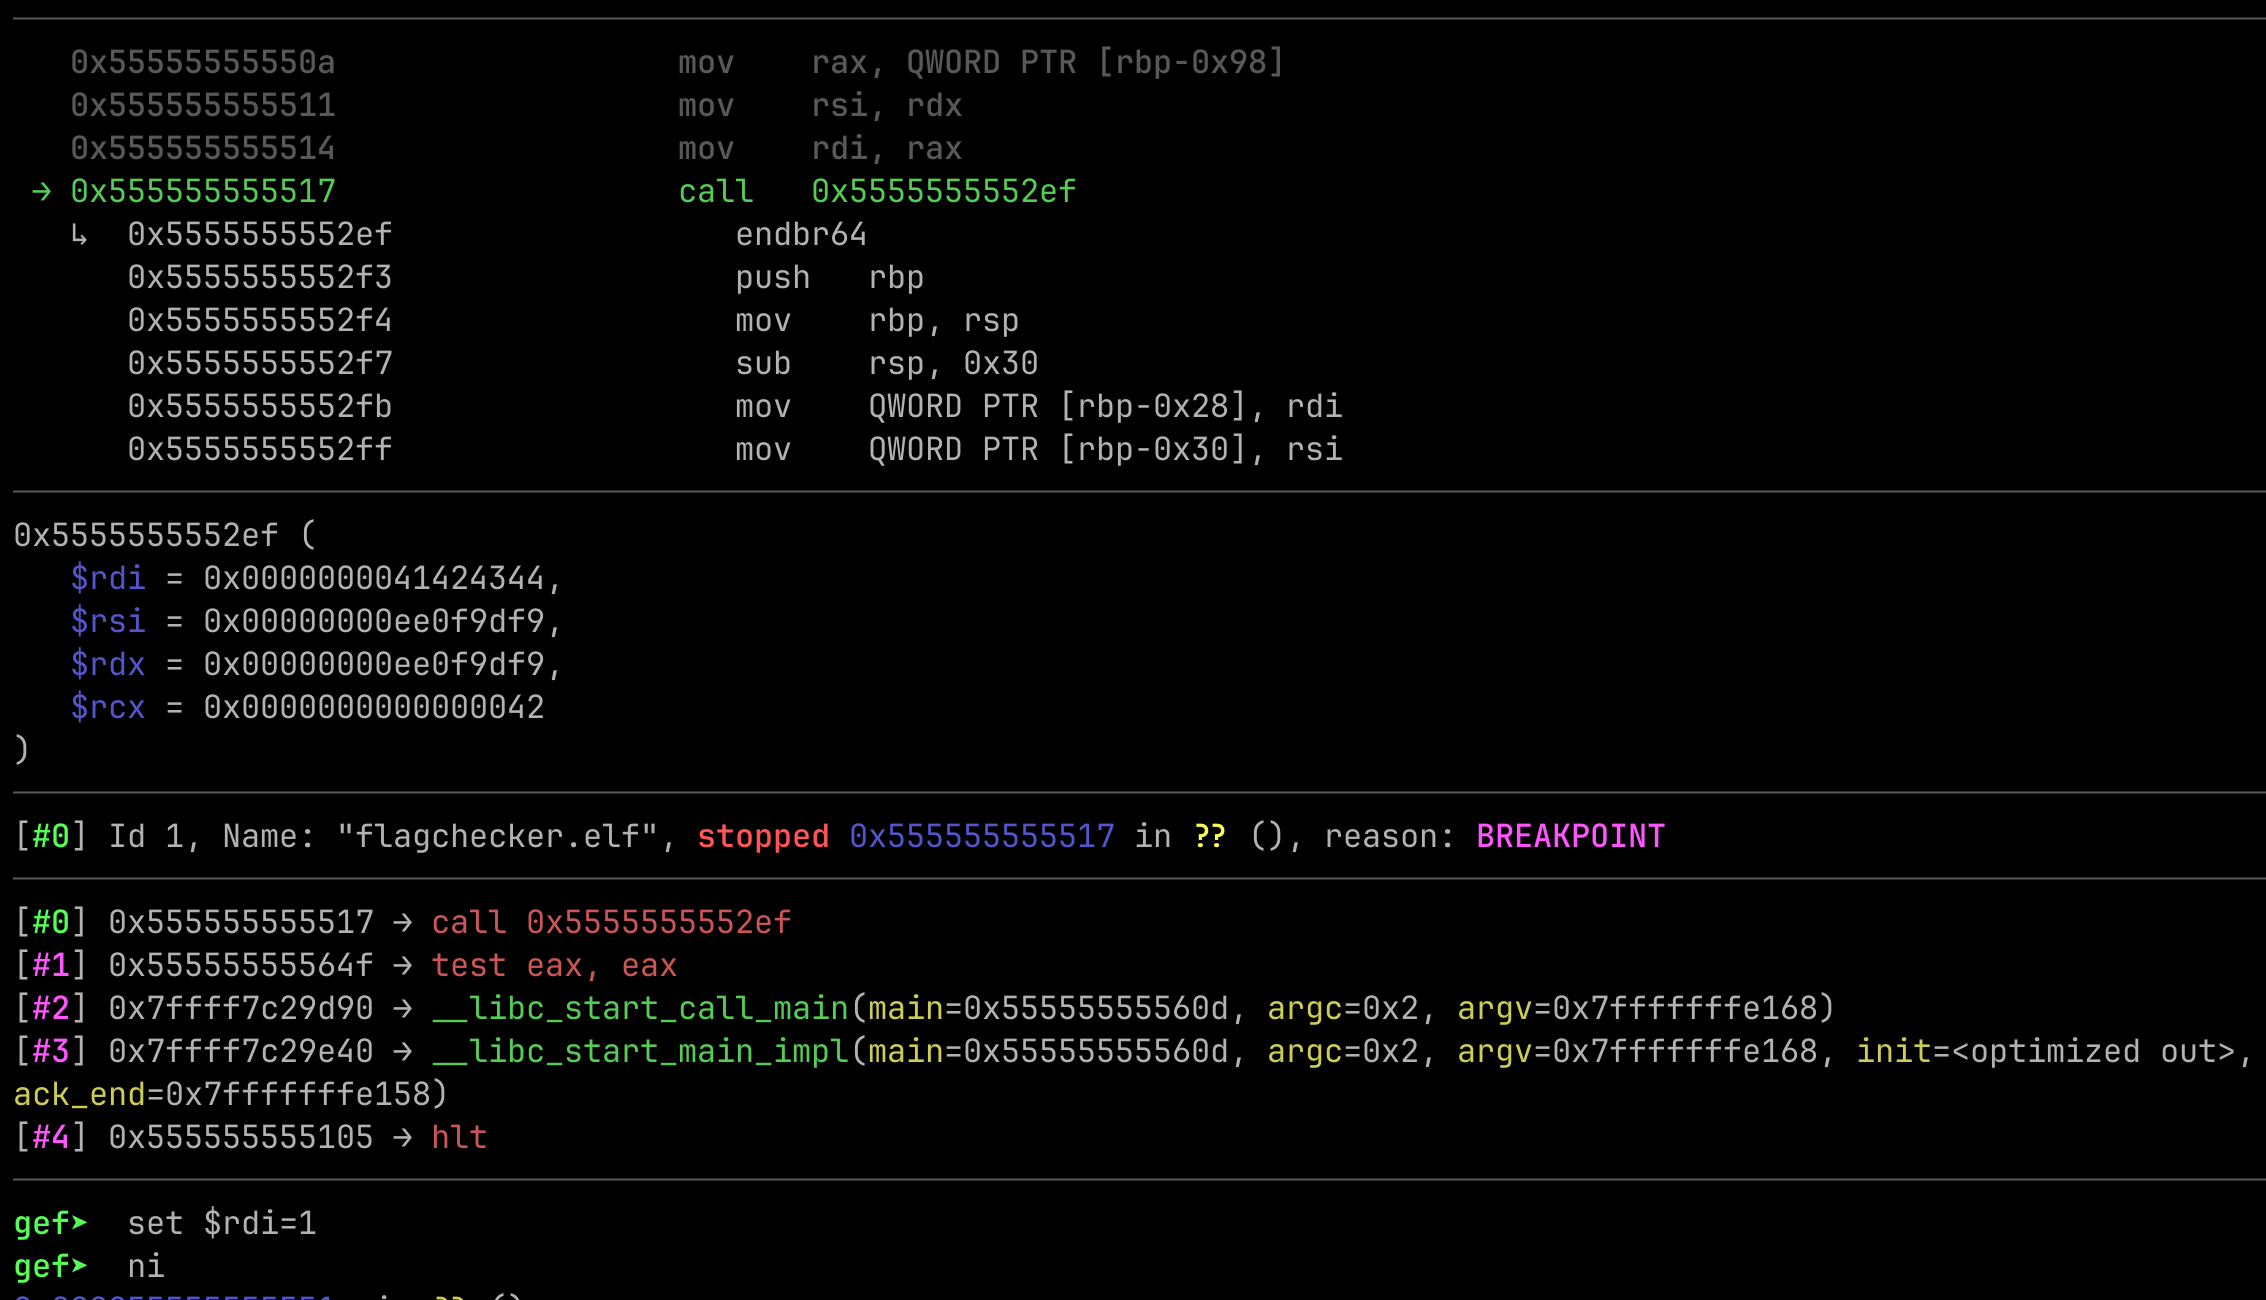 0x55555555550a mov rax, QWORD PTR [rbp-0x98]
0x555555555511 mov rsi, rdx
0x555555555514 mov rdi, rax
→ 0x555555555517 call 0x5555555552ef
↳ 0x5555555552ef endbr64
0x5555555552f3 push rbp
0x5555555552f4 mov rbp, rsp
0x5555555552f7 sub rsp, 0x30
0x5555555552fb mov QWORD PTR [rbp-0x28], rdi
0x5555555552ff mov QWORD PTR [rbp-0x30], rsi
0x5555555552ef (
$rdi = 0x0000000041424344,
$rsi = 0x00000000ee0f9df9,
$rdx = 0x00000000ee0f9df9,
$rcx = 0x0000000000000042
)
[#0] Id 1, Name: "flagchecker.elf", stopped 0x555555555517 in ?? (), reason: BREAKPOINT
[#0] 0x555555555517 → call 0x5555555552ef
[#1] 0x55555555564f → test eax, eax
[#2] 0x7ffff7c29d90 → __libc_start_call_main(main=0x55555555560d, argc=0x2, argv=0x7fffffffe168)
[#3] 0x7ffff7c29e40 → __libc_start_main_impl(main=0x55555555560d, argc=0x2, argv=0x7fffffffe168, init=<optimized out>,
ack_end=0x7fffffffe158)
[#4] 0x555555555105 → hlt
gef➤ set $rdi=1
gef➤ ni